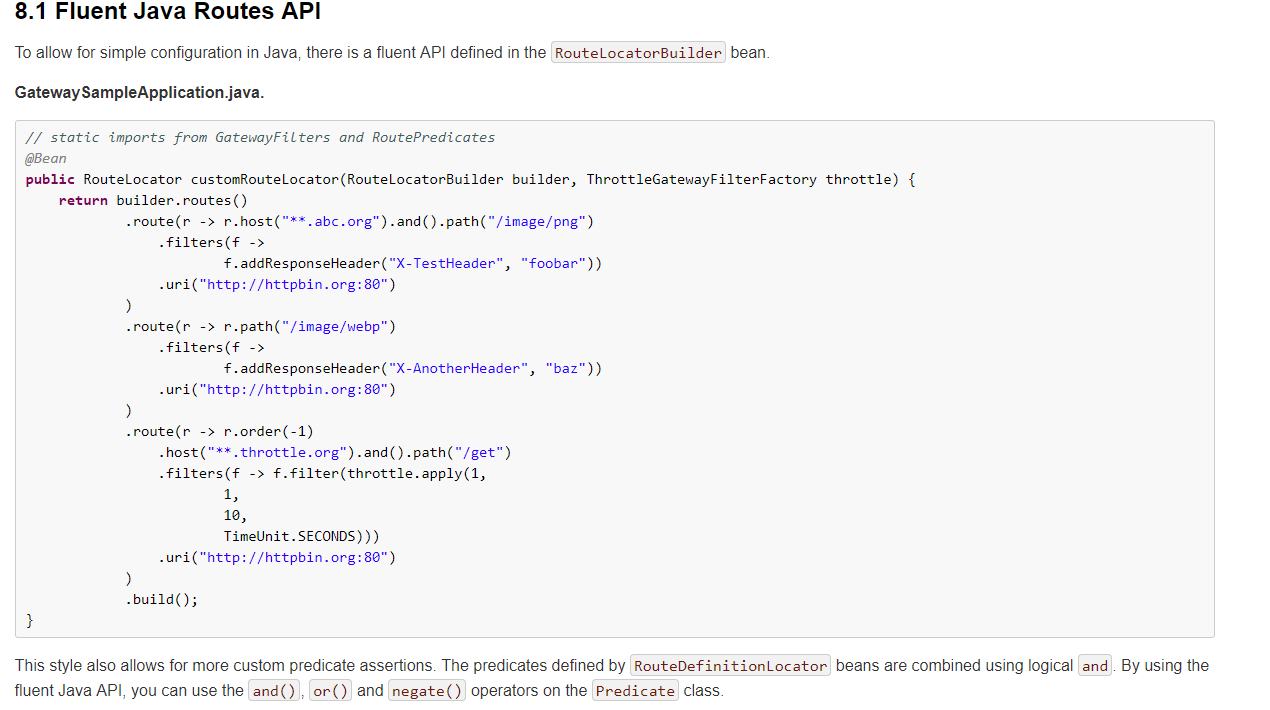 8.1 Fluent Java Routes API
To allow for simple configuration in Java, there is a fluent API defined in the RouteLocatorBuilder bean.
GatewaySampleApplication.java.
// static imports from GatewayFilters and RoutePredicates
@Bean
public RouteLocator customRouteLocator(RouteLocatorBuilder builder, ThrottleGatewayFilterFactory throttle) {
    return builder.routes()
            .route(r -> r.host("**.abc.org").and().path("/image/png")
                .filters(f ->
                        f.addResponseHeader("X-TestHeader", "foobar"))
                .uri("http://httpbin.org:80")
            )
            .route(r -> r.path("/image/webp")
                .filters(f ->
                        f.addResponseHeader("X-AnotherHeader", "baz"))
                .uri("http://httpbin.org:80")
            )
            .route(r -> r.order(-1)
                .host("**.throttle.org").and().path("/get")
                .filters(f -> f.filter(throttle.apply(1,
                        1,
                        10,
                        TimeUnit.SECONDS)))
                .uri("http://httpbin.org:80")
            )
            .build();
}
This style also allows for more custom predicate assertions. The predicates defined by RouteDefinitionLocator beans are combined using logical and. By using the
fluent Java API, you can use the and(), or() and negate() operators on the Predicate class.